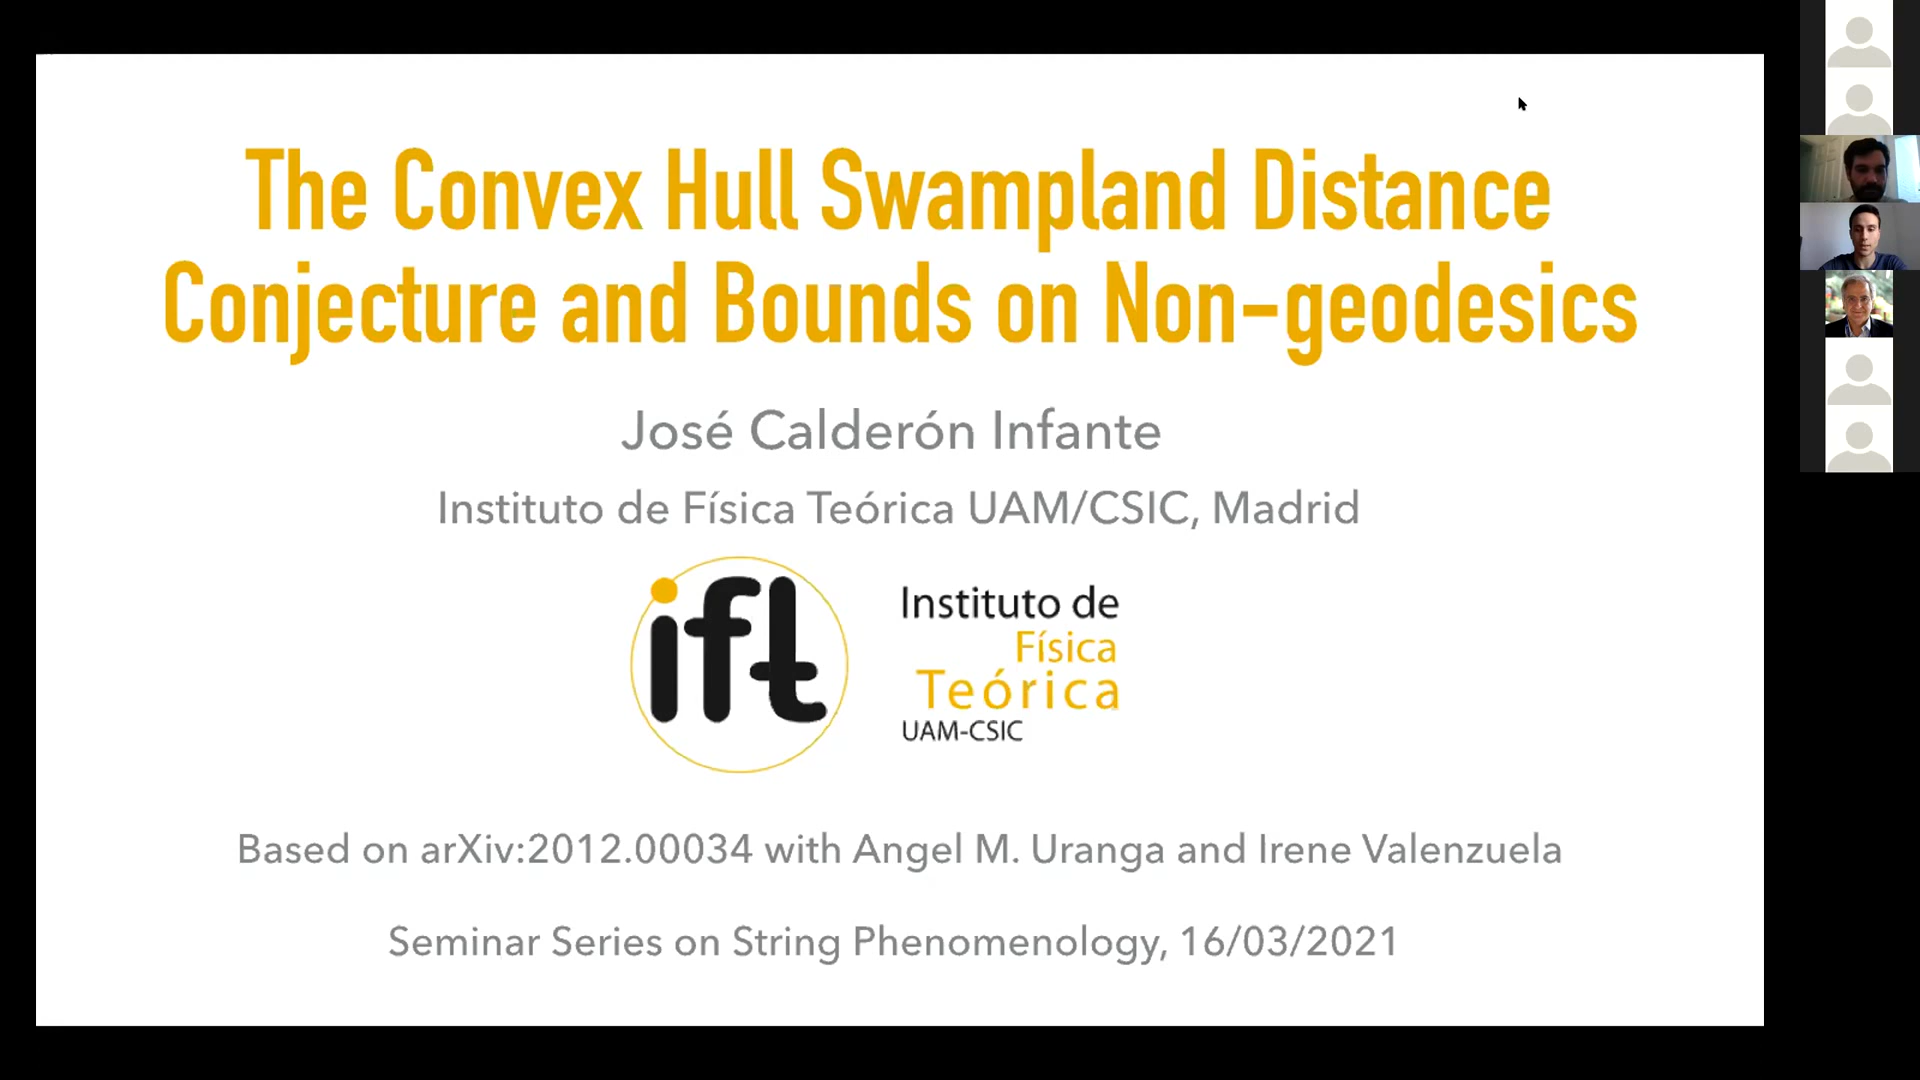 The Convex Hull Swampland Distance
Conjecture and Bounds on Non-geodesics
José Calderón Infante
Instituto de Física Teórica UAM/CSIC, Madrid
ift
Instituto de
Física
Teórica
UAM-CSIC
Based on arXiv:2012.00034 with Angel M. Uranga and Irene Valenzuela
Seminar Series on String Phenomenology, 16/03/2021